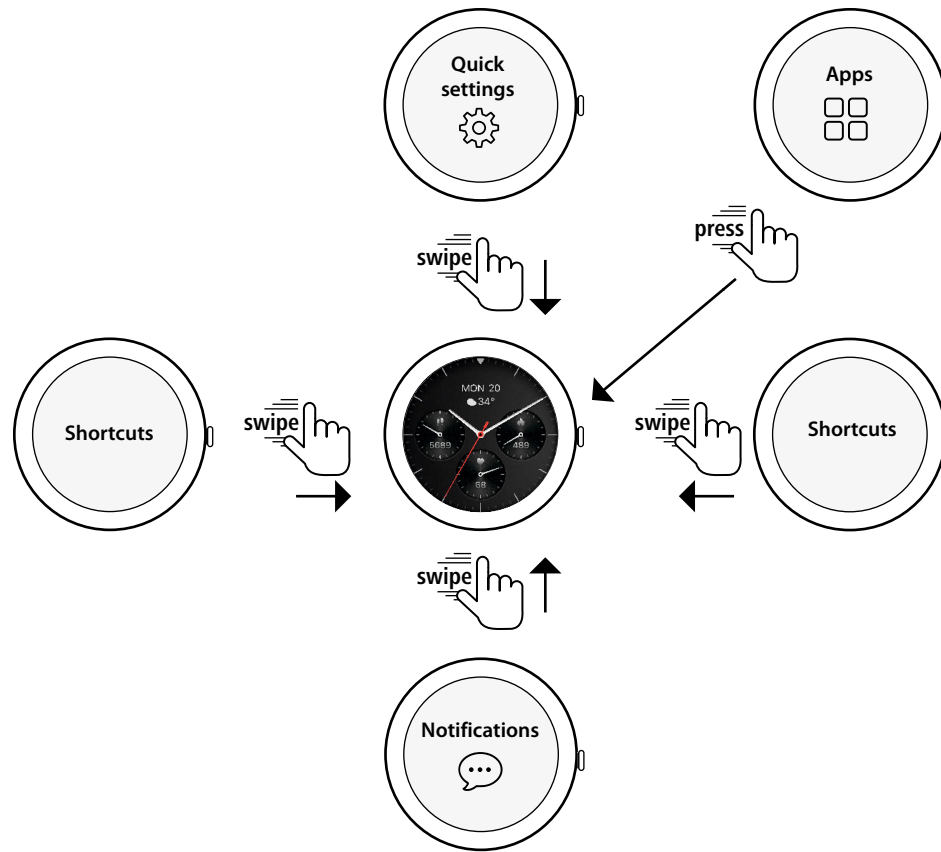 Quick
settings
Apps
press
swipe
Shortcuts
swipe
MON 20
34°
5689
489
68
swipe
Shortcuts
swipe
Notifications